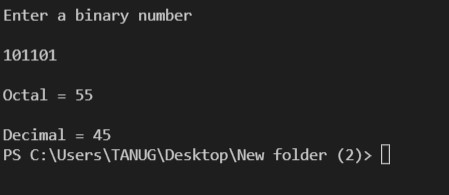 Enter a binary number
101101
Octal = 55
Decimal = 45
PS C:\Users\TANUG\Desktop\New folder (2)>